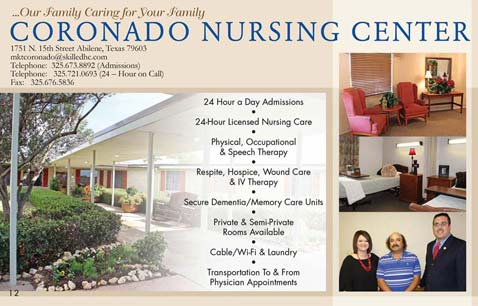 ...Our Family Caring for Your Family
CORONADO NURSING CENTER
1751 N. 15th Street Abilene, Texas 79603
mktcoronado@skilledhc.com
Telephone: 325.673.8892 (Admissions)
Telephone: 325.721.0693 (24 – Hour on Call)
Fax: 325.676.5836
24 Hour a Day Admissions
•
24-Hour Licensed Nursing Care
•
Physical, Occupational
& Speech Therapy
•
Respite, Hospice, Wound Care
& IV Therapy
•
Secure Dementia/Memory Care Units
•
Private & Semi-Private
Rooms Available
•
Cable/Wi-Fi & Laundry
•
Transportation To & From
Physician Appointments
12